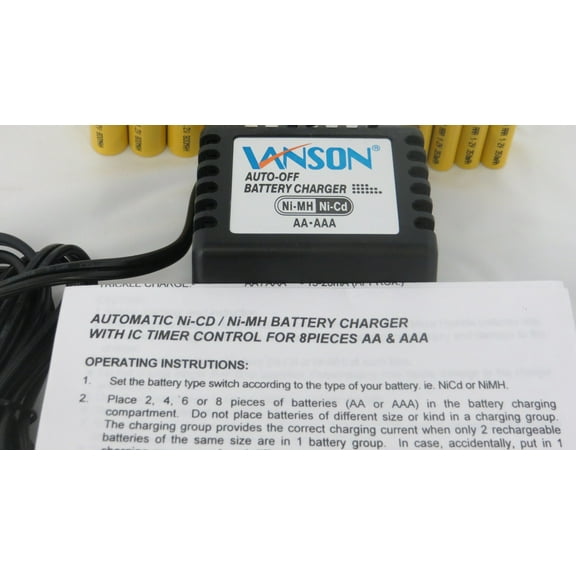 VANSON®
AUTO-OFF
BATTERY CHARGER
Ni-MH Ni-Cd
AA-AAA
TRICKLE CHARGE:
AUTOMATIC Ni-CD / Ni-MH BATTERY CHARGER
WITH IC TIMER CONTROL FOR 8PIECES AA & AAA
OPERATING INSTRUTIONS:
1. Set the battery type switch according to the type of your battery. ie. NiCd or NiMH.
2. Place 2, 4, 6 or 8 pieces of batteries (AA or AAA) in the battery charging
compartment. Do not place batteries of different size or kind in a charging group.
The charging group provides the correct charging current when only 2 rechargeable
batteries of the same size are in 1 battery group. In case, accidentally, put in 1